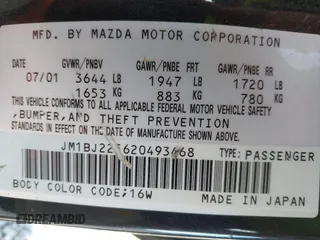 MFD. BY MAZDA MOTOR CORPORATION
GVWR/PNBV GAWR/PNBE FRT GAWR/PNBE RR
07/01 3644 LB 1947 LB 1720 LB
1653 KG 883 KG 780 KG
THIS VEHICLE CONFORMS TO ALL APPLICABLE FEDERAL MOTOR VEHICLE SAFETY
,BUMPER,AND THEFT PREVENTION
STANDARDS IN EFFECT ON THE DATE OF MANUFACTURE SHOWN ABOVE.
TYPE: PASSENGER
BODY COLOR CODE;16W MADE IN JAPAN
DREAMBID